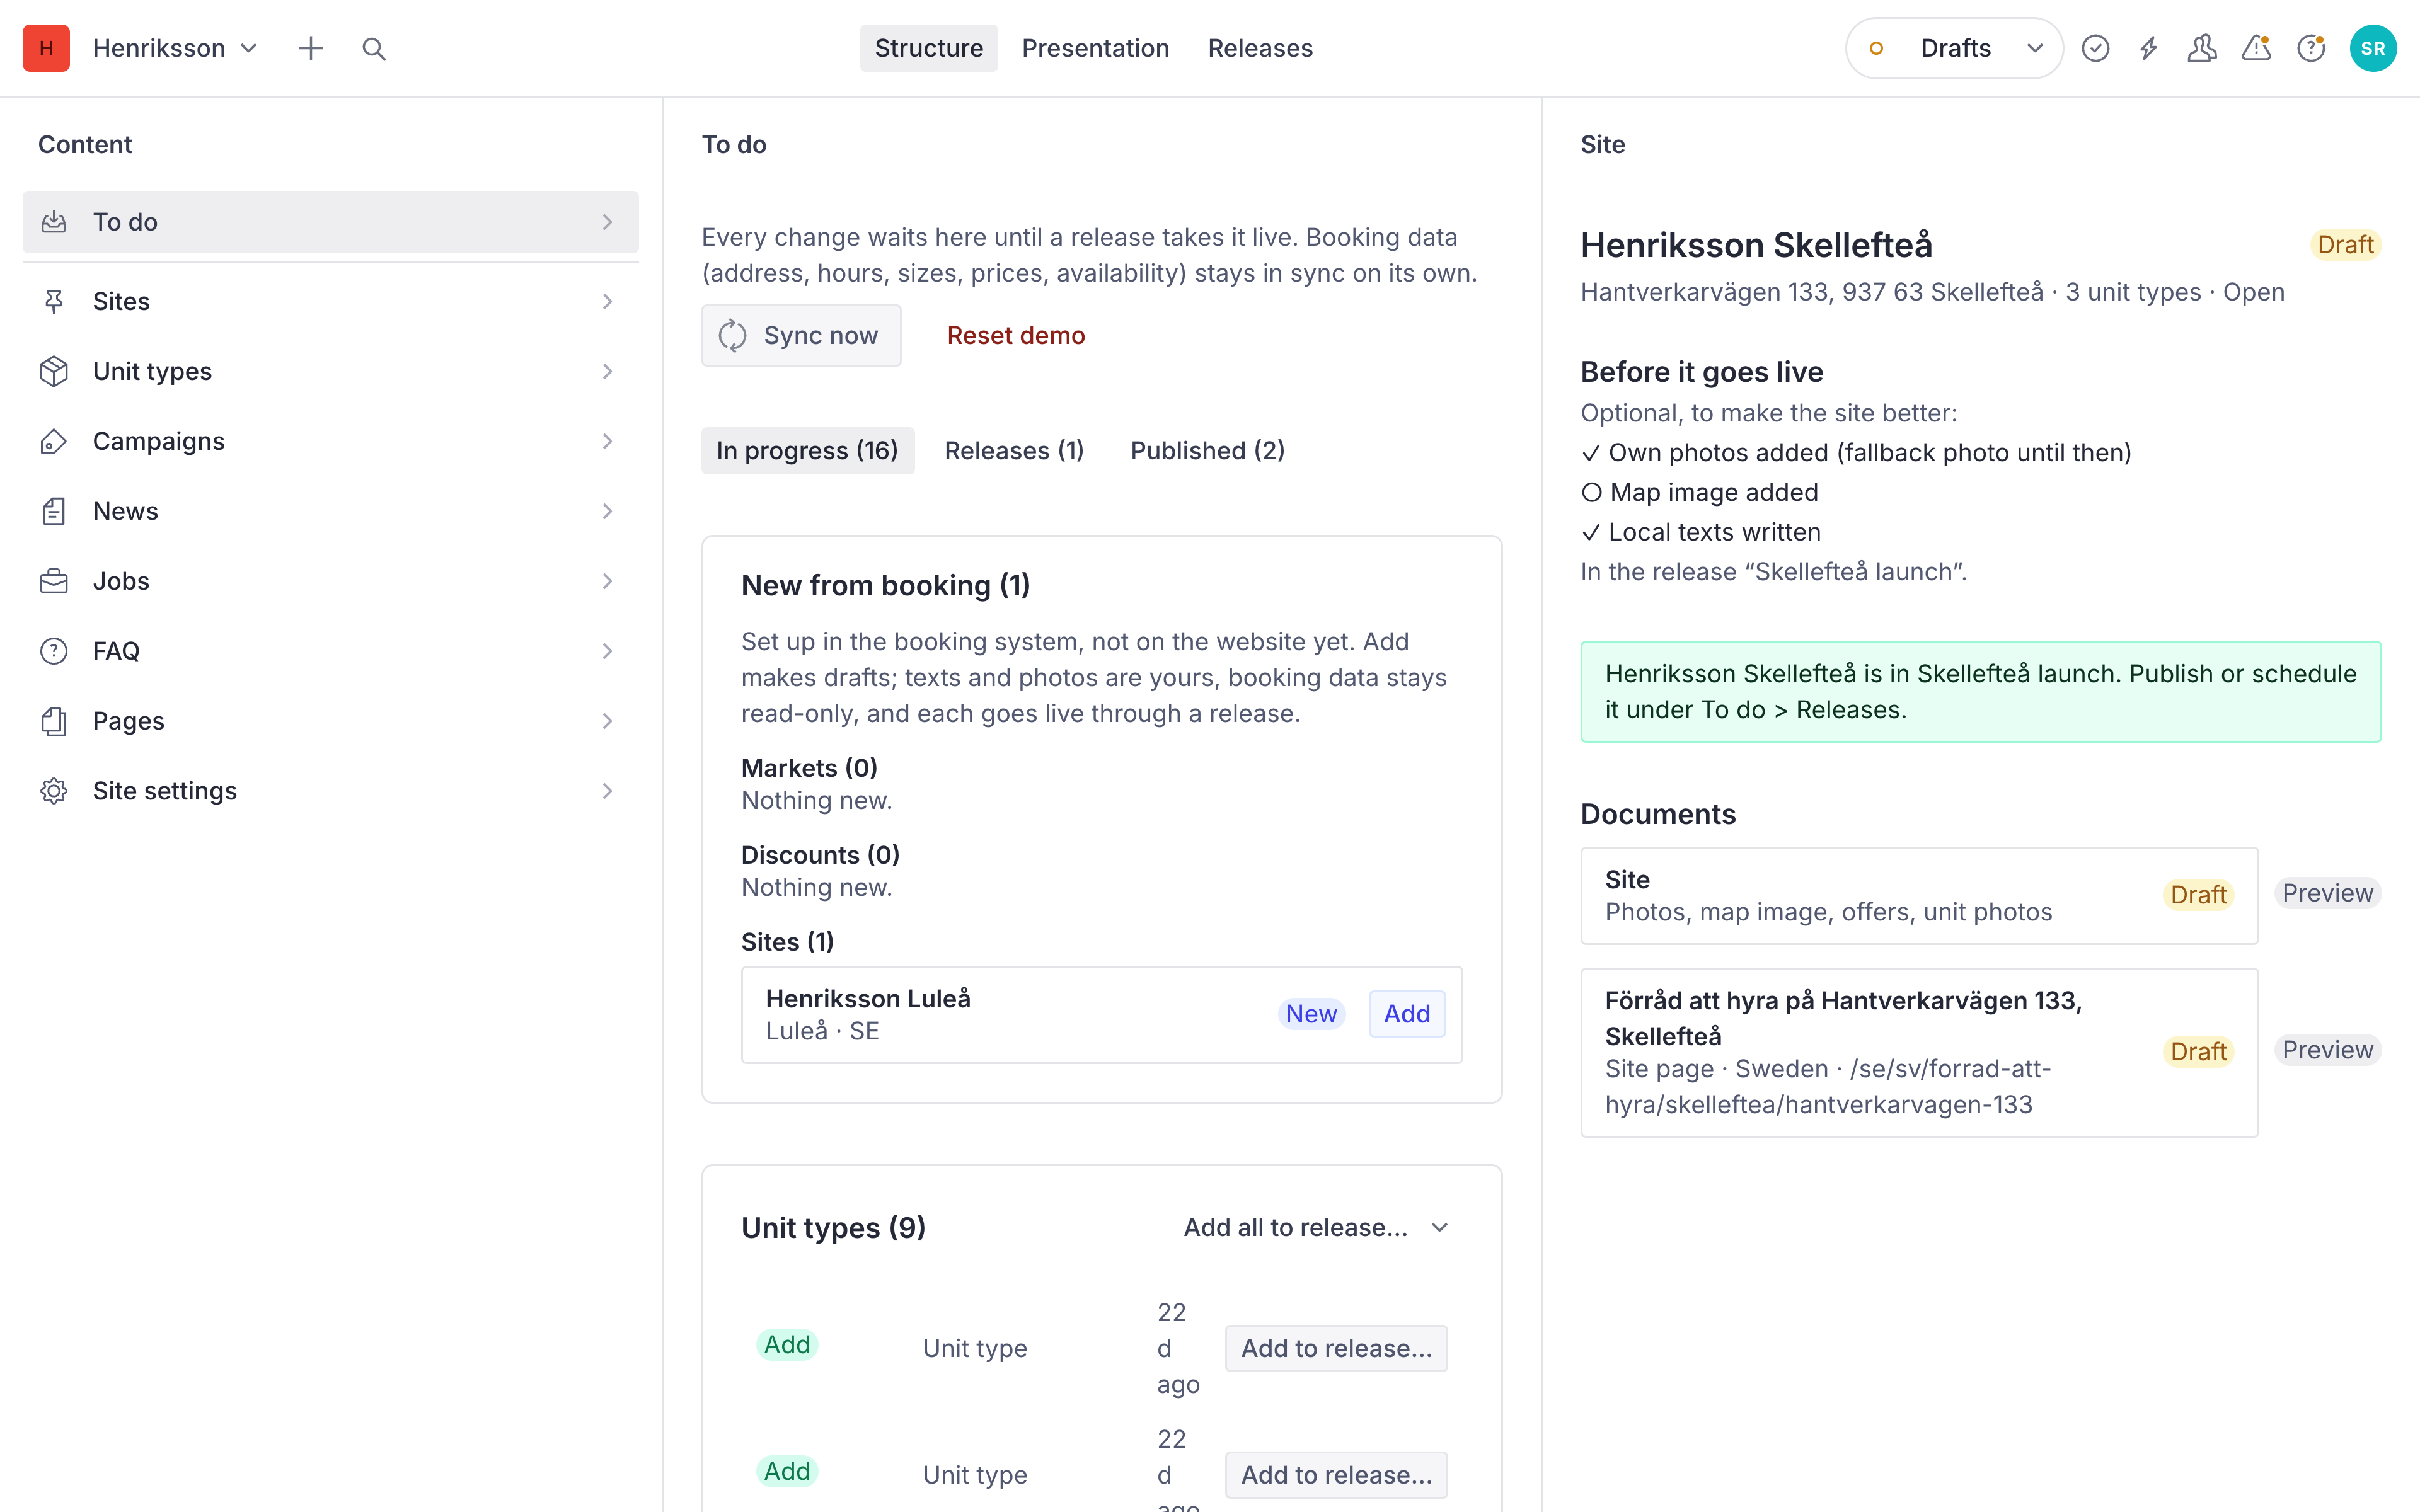 H Henriksson
Structure Presentation Releases
Drafts
SR
Content
To do
Sites
Unit types
Campaigns
News
Jobs
FAQ
Pages
Site settings
To do
Every change waits here until a release takes it live. Booking data
(address, hours, sizes, prices, availability) stays in sync on its own.
Sync now Reset demo
In progress (16) Releases (1) Published (2)
New from booking (1)
Set up in the booking system, not on the website yet. Add
makes drafts; texts and photos are yours, booking data stays
read-only, and each goes live through a release.
Markets (0)
Nothing new.
Discounts (0)
Nothing new.
Sites (1)
Henriksson Luleå
Luleå · SE
New Add
Unit types (9) Add all to release...
Add Unit type 22
d
ago
Add to release...
Add Unit type 22
d
ago
Add to release...
Site
Henriksson Skellefteå Draft
Hantverkarvägen 133, 937 63 Skellefteå · 3 unit types · Open
Before it goes live
Optional, to make the site better:
✓ Own photos added (fallback photo until then)
○ Map image added
✓ Local texts written
In the release “Skellefteå launch”.
Henriksson Skellefteå is in Skellefteå launch. Publish or schedule
it under To do > Releases.
Documents
Site
Photos, map image, offers, unit photos
Draft Preview
Förråd att hyra på Hantverkarvägen 133,
Skellefteå
Site page · Sweden · /se/sv/forrad-att-
hyra/skelleftea/hantverkarvagen-133
Draft Preview